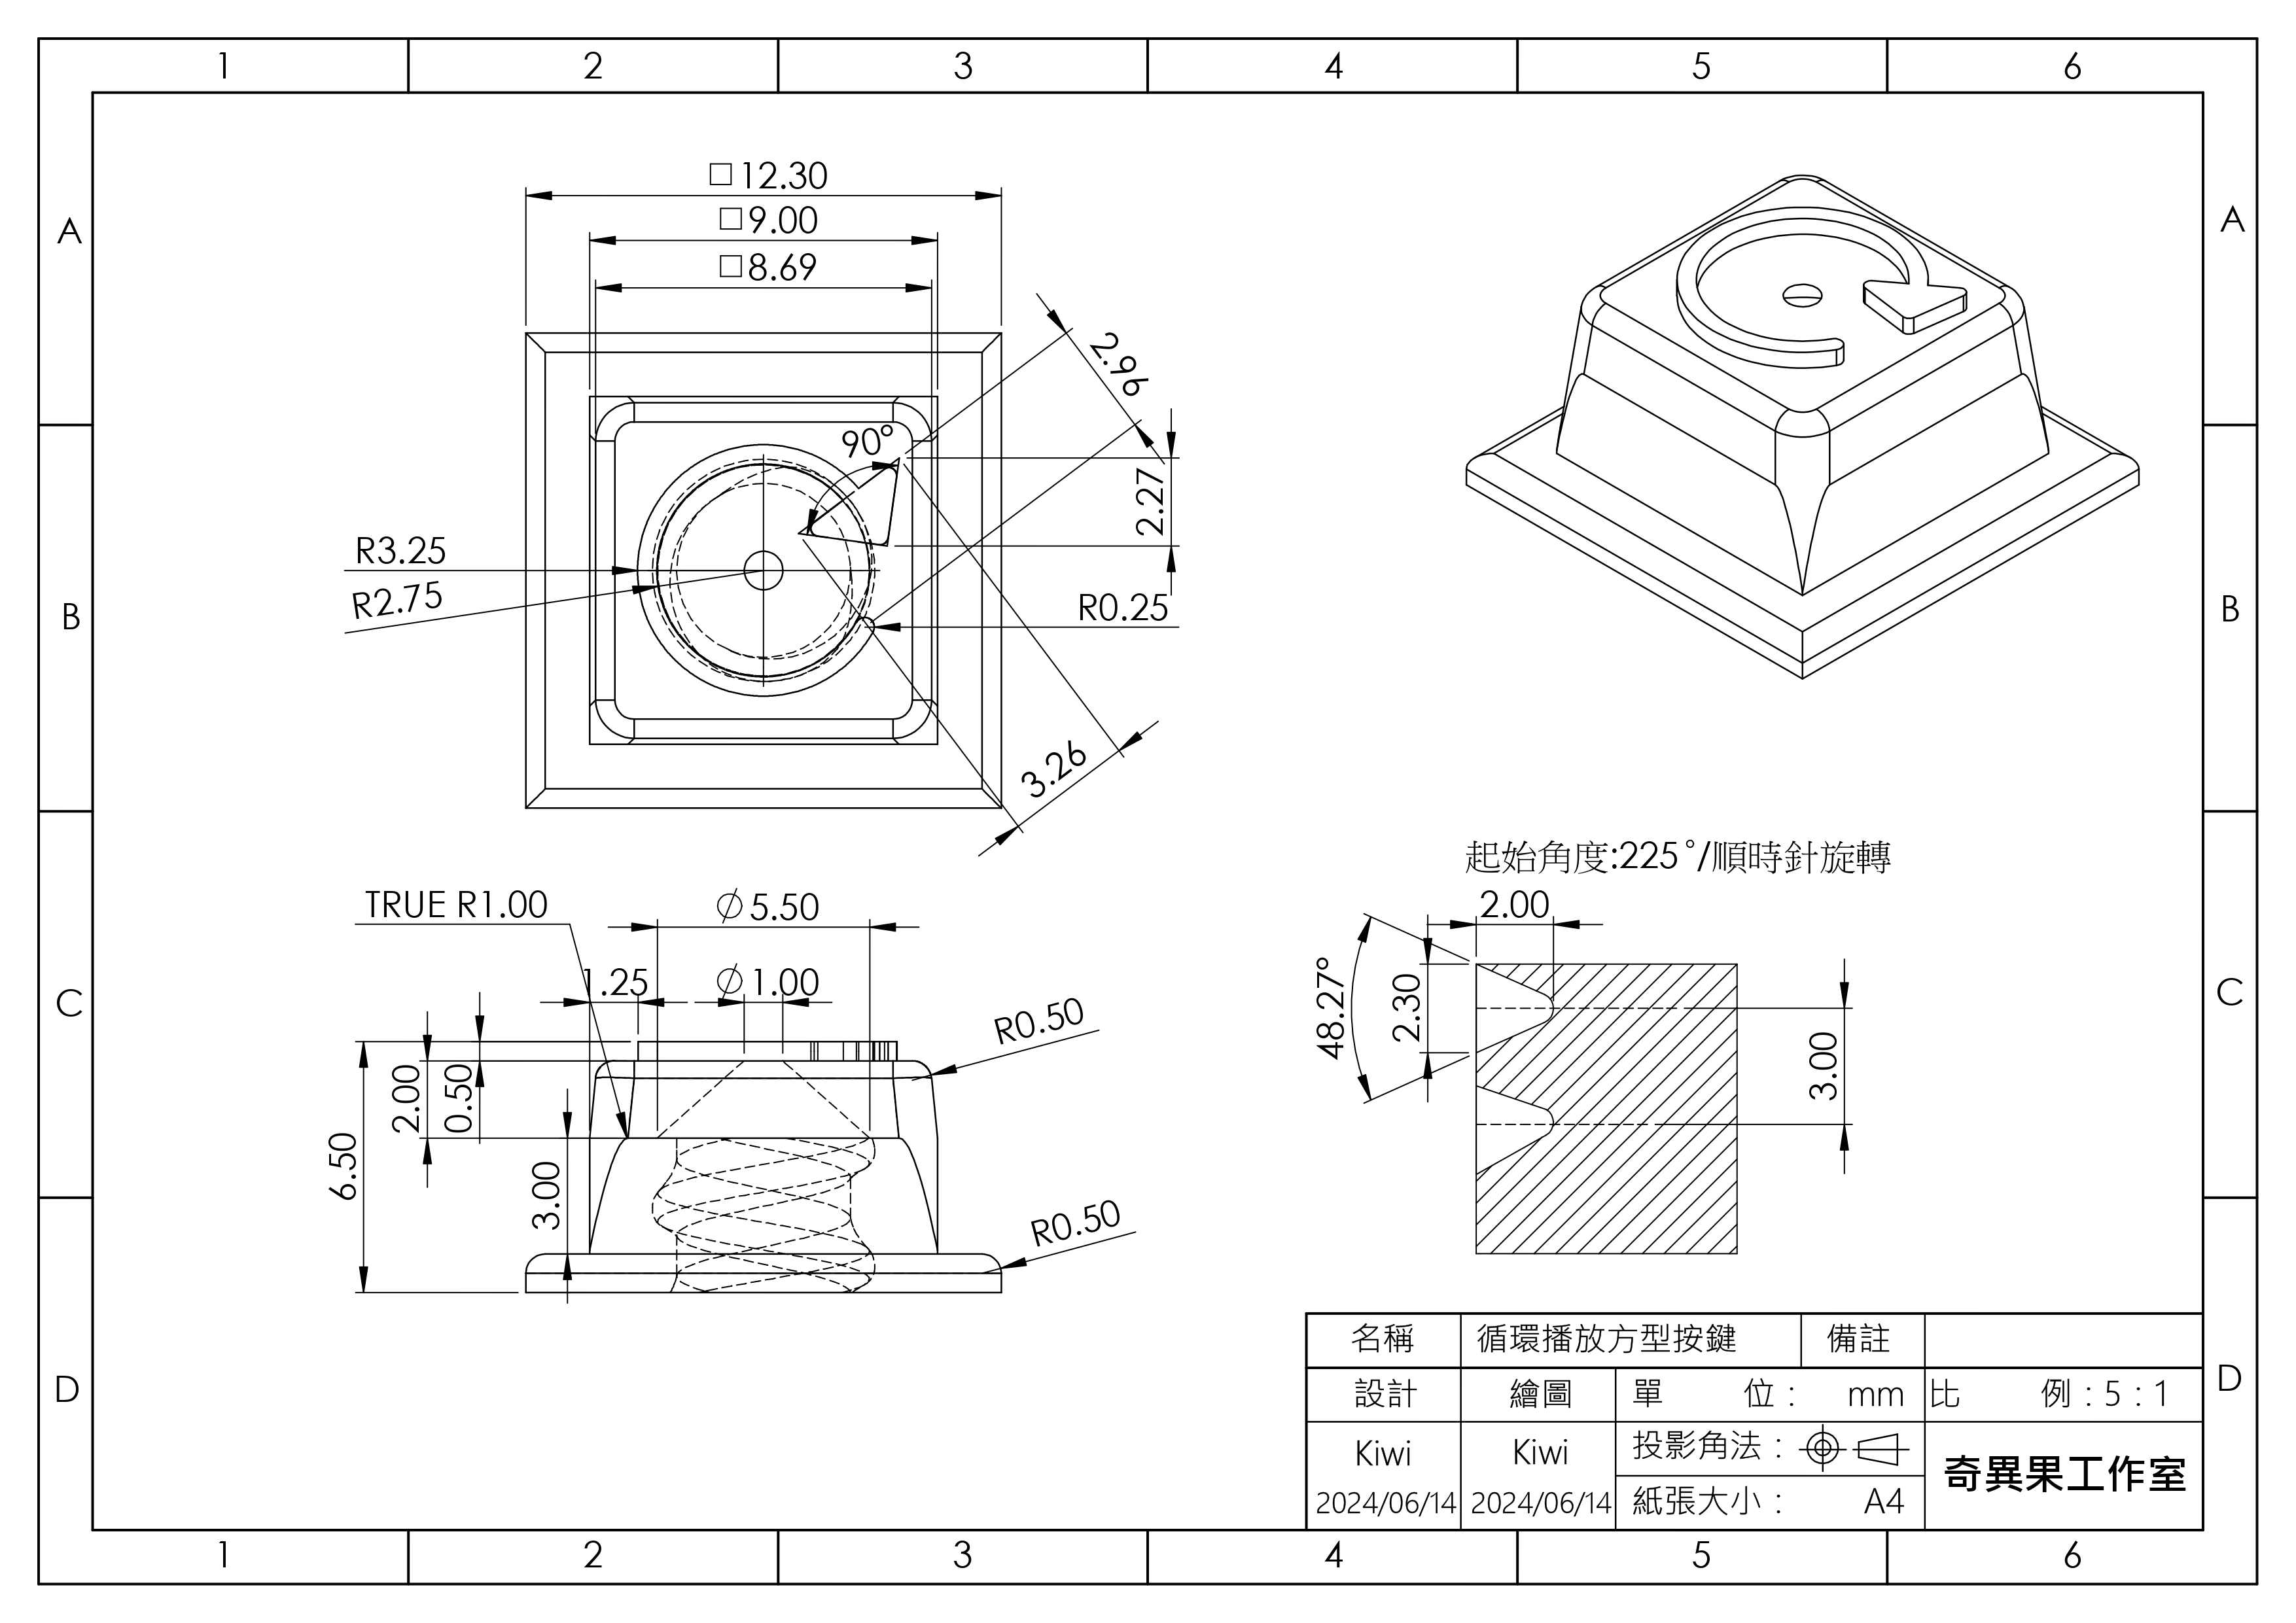 1 2 3 4 5 6
A A
□12.30
□9.00
□8.69
2.96
90°
2.27
R3.25
R2.75
R0.25
B B
3.26
起始角度:225°/順時針旋轉
TRUE R1.00
⌀5.50
2.00
1.25
⌀1.00
R0.50
48.27°
2.30
3.00
C C
2.00
0.50
6.50
3.00
R0.50
名稱 循環播放方型按鍵 備註
設計 繪圖 單 位: mm 比 例:5:1
D D
Kiwi Kiwi 投影角法:
奇異果工作室
2024/06/14 2024/06/14 紙張大小: A4
1 2 3 4 5 6